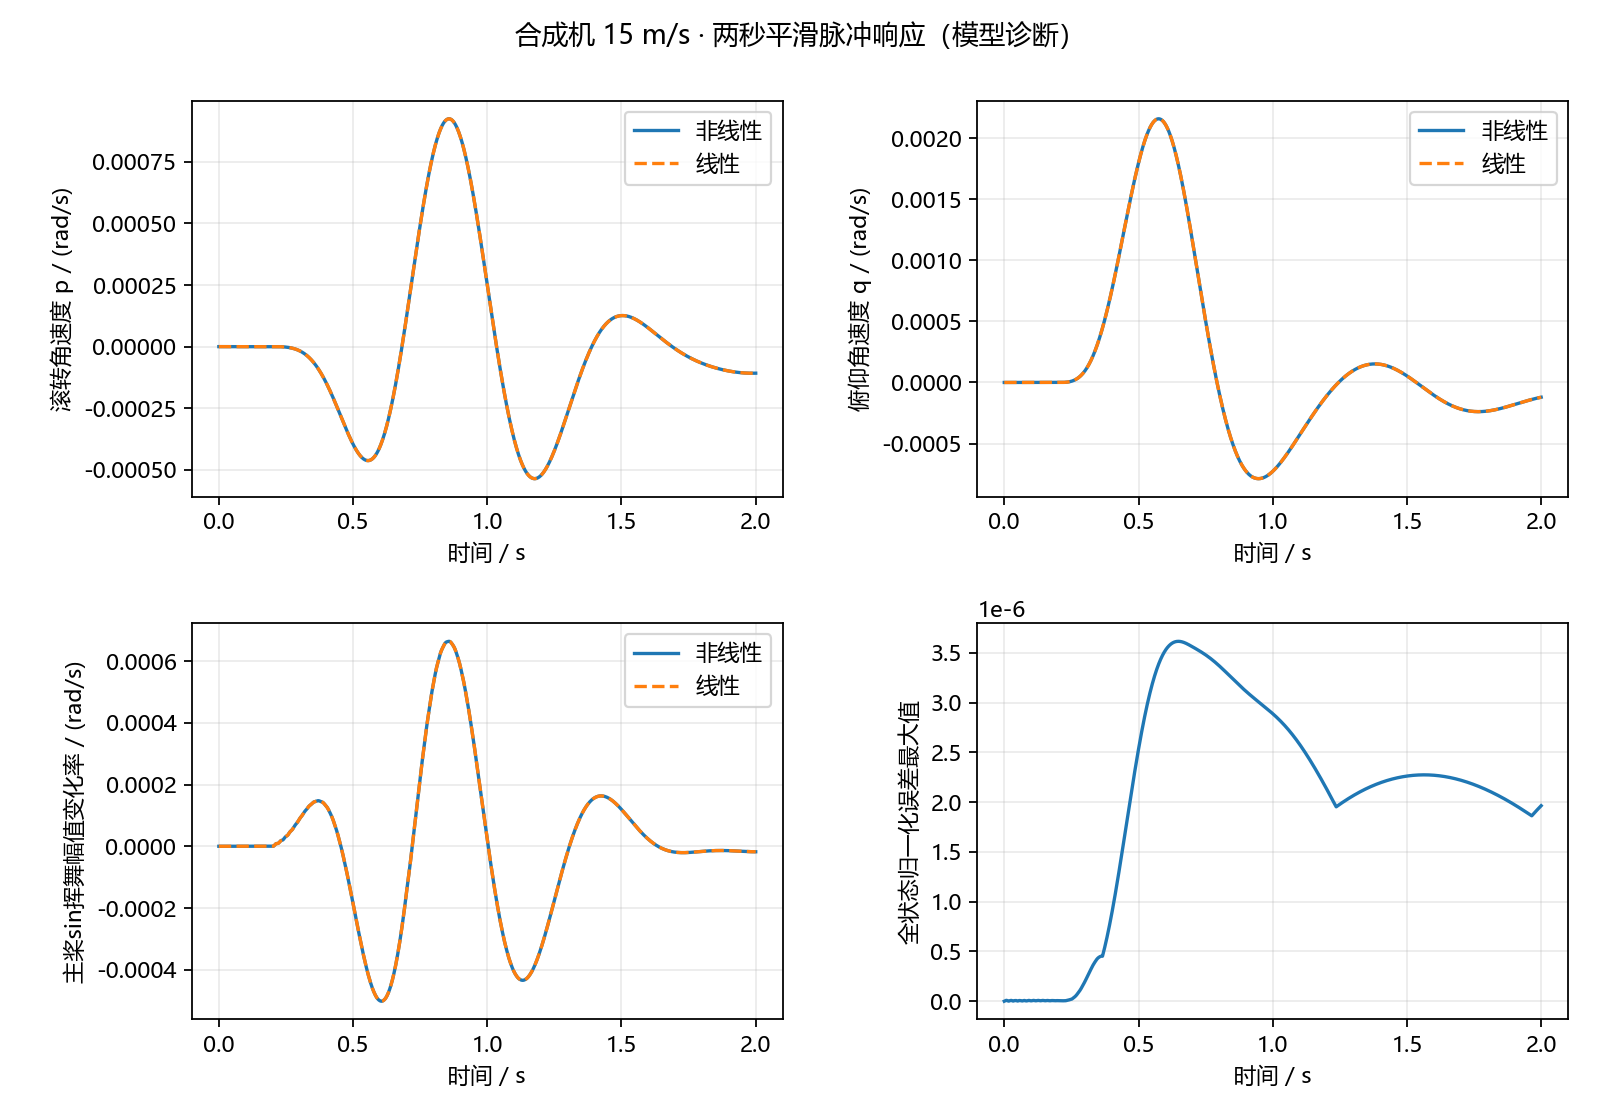 合成机 15 m/s · 两秒平滑脉冲响应（模型诊断）
滚转角速度 p / (rad/s)
0.00075
0.00050
0.00025
0.00000
-0.00025
-0.00050
0.0
0.5
1.0
1.5
2.0
时间 / s
非线性
线性
俯仰角速度 q / (rad/s)
0.0020
0.0015
0.0010
0.0005
0.0000
-0.0005
0.0
0.5
1.0
1.5
2.0
时间 / s
非线性
线性
主桨sin挥舞幅值变化率 / (rad/s)
0.0006
0.0004
0.0002
0.0000
-0.0002
-0.0004
0.0
0.5
1.0
1.5
2.0
时间 / s
非线性
线性
1e-6
全状态归一化误差最大值
3.5
3.0
2.5
2.0
1.5
1.0
0.5
0.0
0.0
0.5
1.0
1.5
2.0
时间 / s